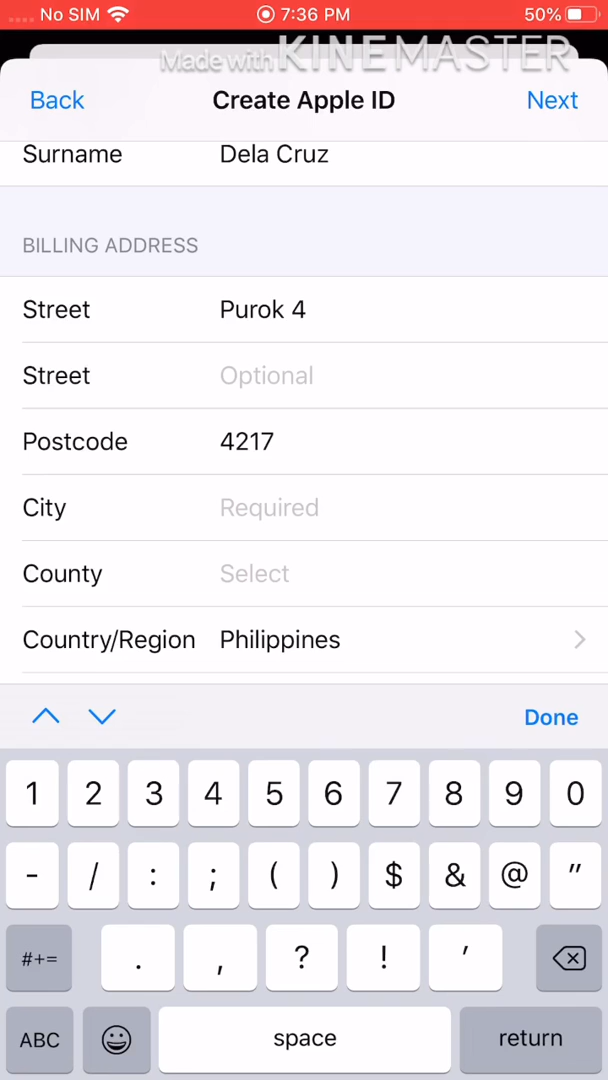 No SIM 7:36 PM 50%
Made with KINEMASTER
Back Create Apple ID Next
Surname Dela Cruz
BILLING ADDRESS
Street Purok 4
Street Optional
Postcode 4217
City Required
County Select
Country/Region Philippines
Done
1 2 3 4 5 6 7 8 9 0
- / : ; ( ) $ & @ "
#+= . , ? ! '
ABC space return